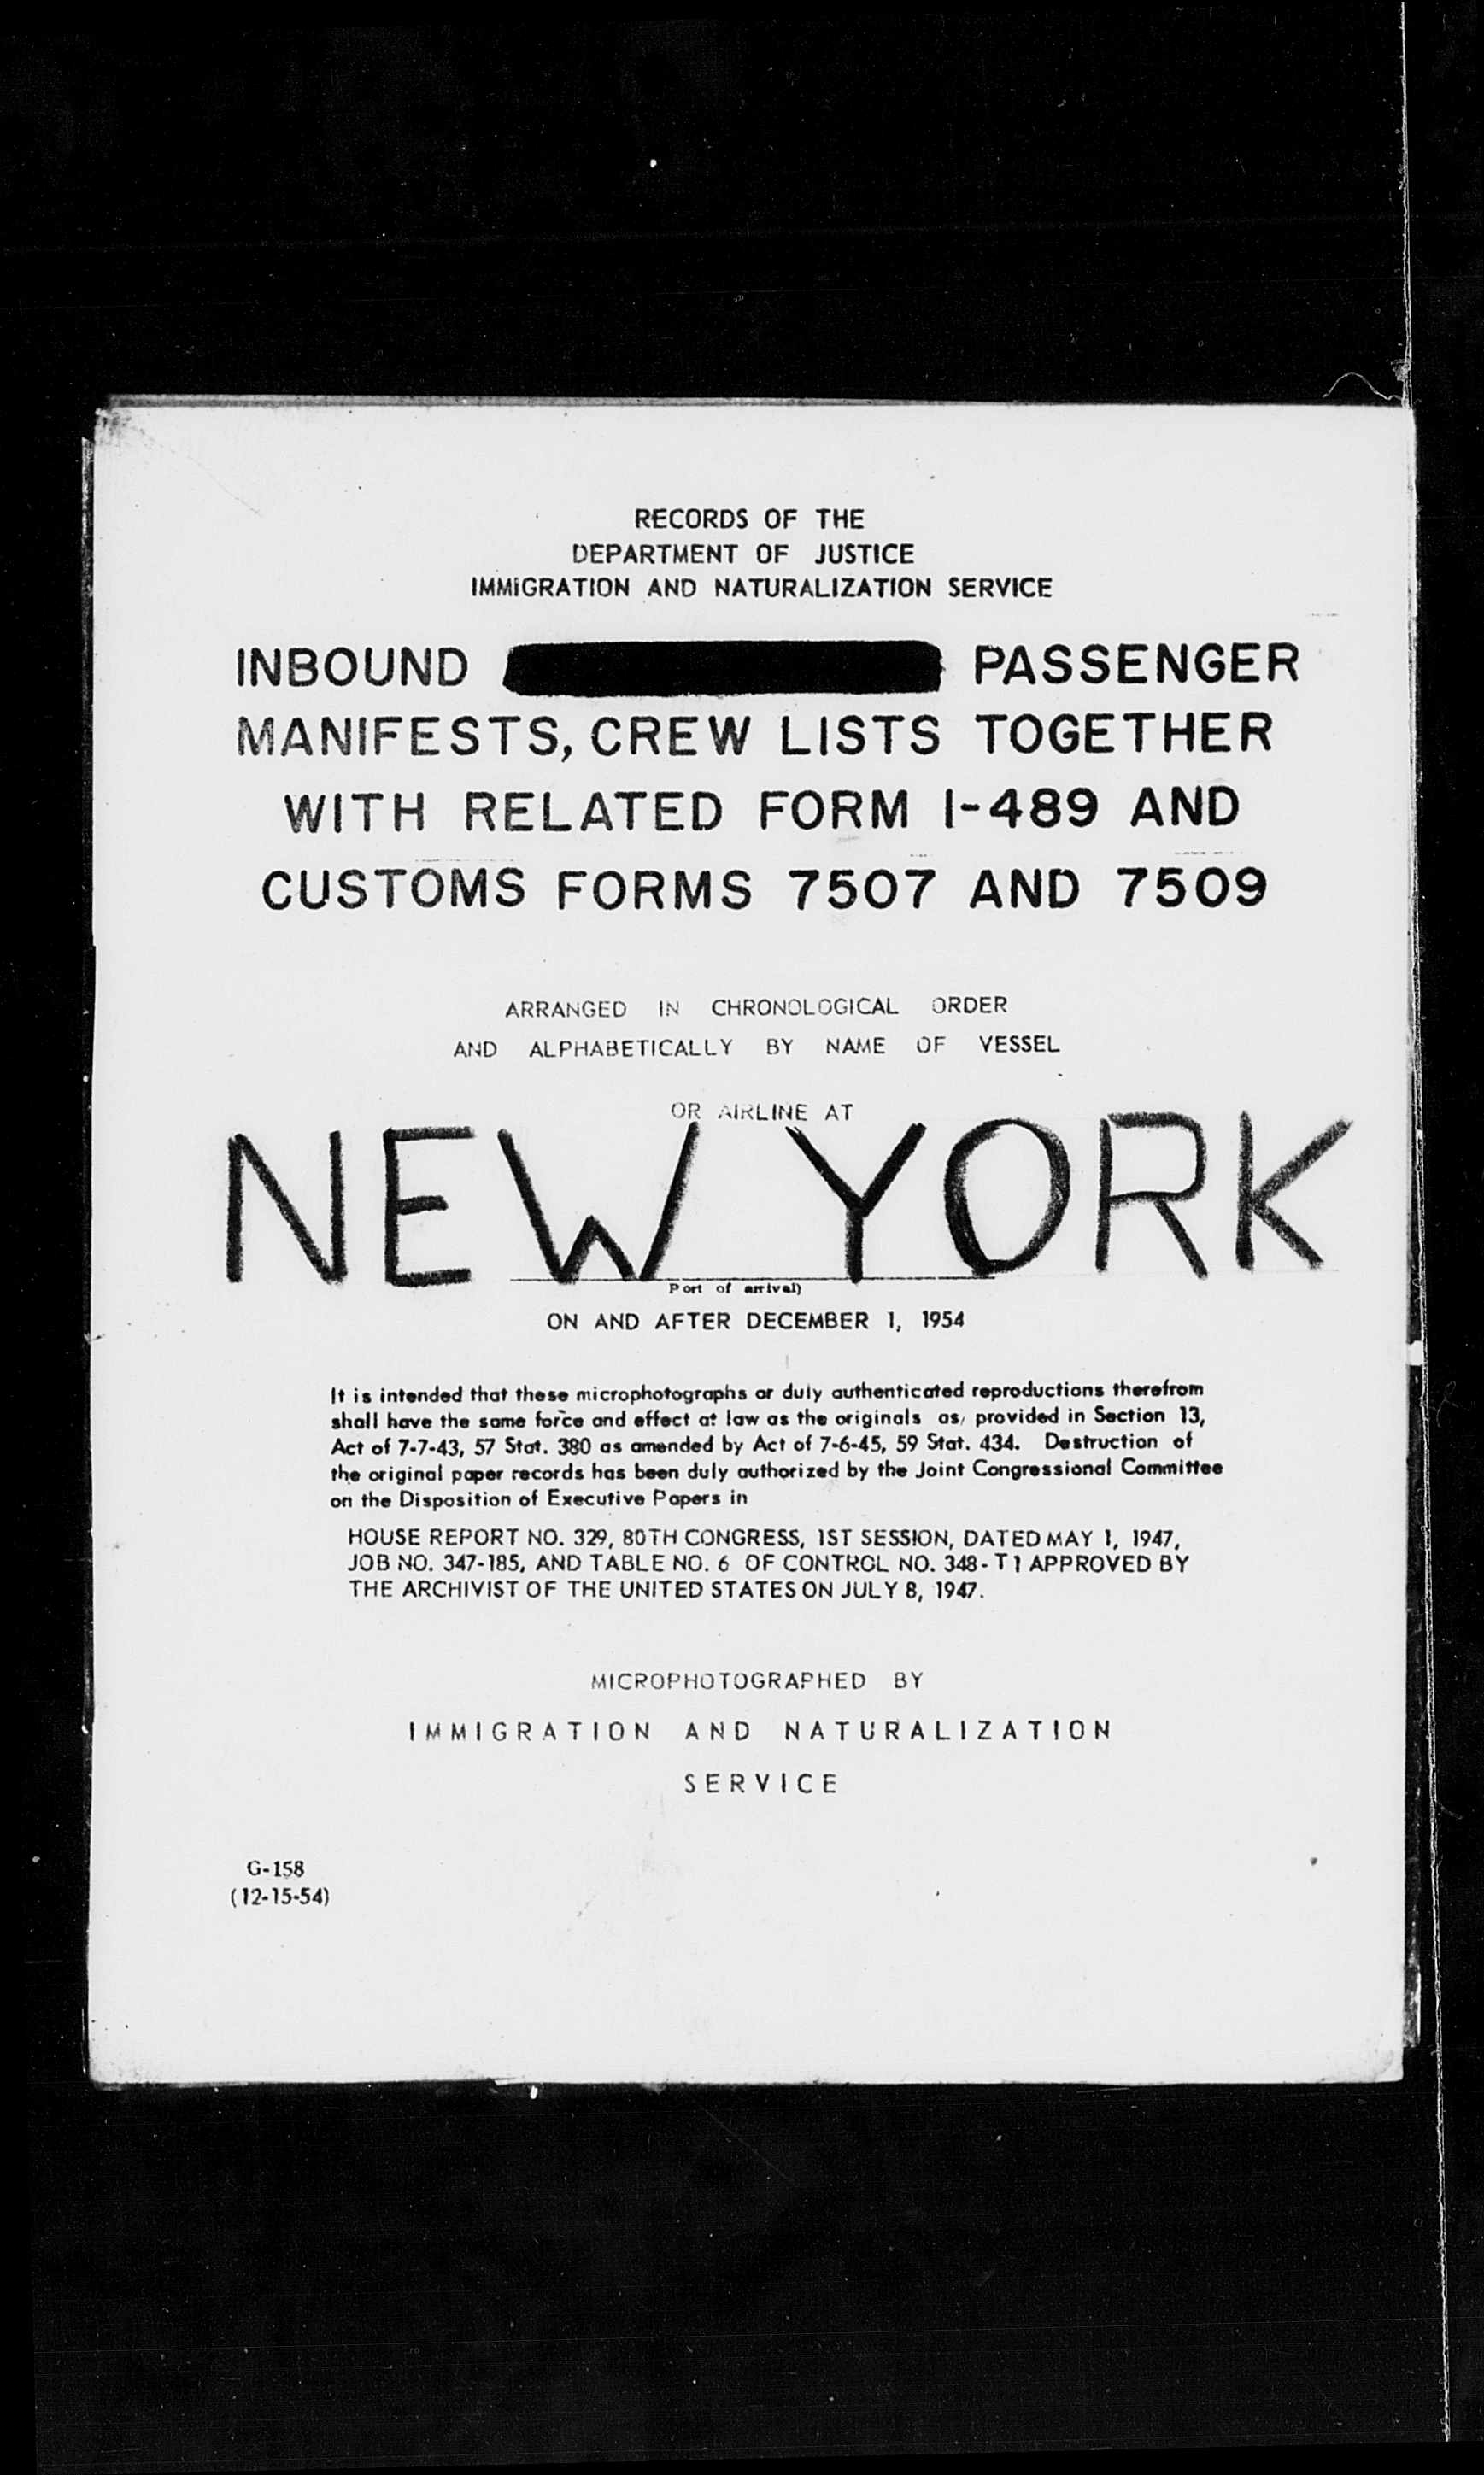 RECORDS OF THE
DEPARTMENT OF JUSTICE
IMMIGRATION AND NATURALIZATION SERVICE
INBOUND PASSENGER
MANIFESTS, CREW LISTS TOGETHER
WITH RELATED FORM I-489 AND
CUSTOMS FORMS 7507 AND 7509
ARRANGED IN CHRONOLOGICAL ORDER
AND ALPHABETICALLY BY NAME OF VESSEL
OR AIRLINE AT
NEW YORK
Port of arrival)
ON AND AFTER DECEMBER 1, 1954
It is intended that these microphotographs or duly authenticated reproductions therefrom
shall have the same force and effect at law as the originals as, provided in Section 13,
Act of 7-7-43, 57 Stat. 380 as amended by Act of 7-6-45, 59 Stat. 434. Destruction of
the original paper records has been duly authorized by the Joint Congressional Committee
on the Disposition of Executive Papers in
HOUSE REPORT NO. 329, 80TH CONGRESS, 1ST SESSION, DATED MAY 1, 1947,
JOB NO. 347-185, AND TABLE NO. 6 OF CONTROL NO. 348-T1 APPROVED BY
THE ARCHIVIST OF THE UNITED STATES ON JULY 8, 1947.
MICROPHOTOGRAPHED BY
IMMIGRATION AND NATURALIZATION
SERVICE
G-158
(12-15-54)